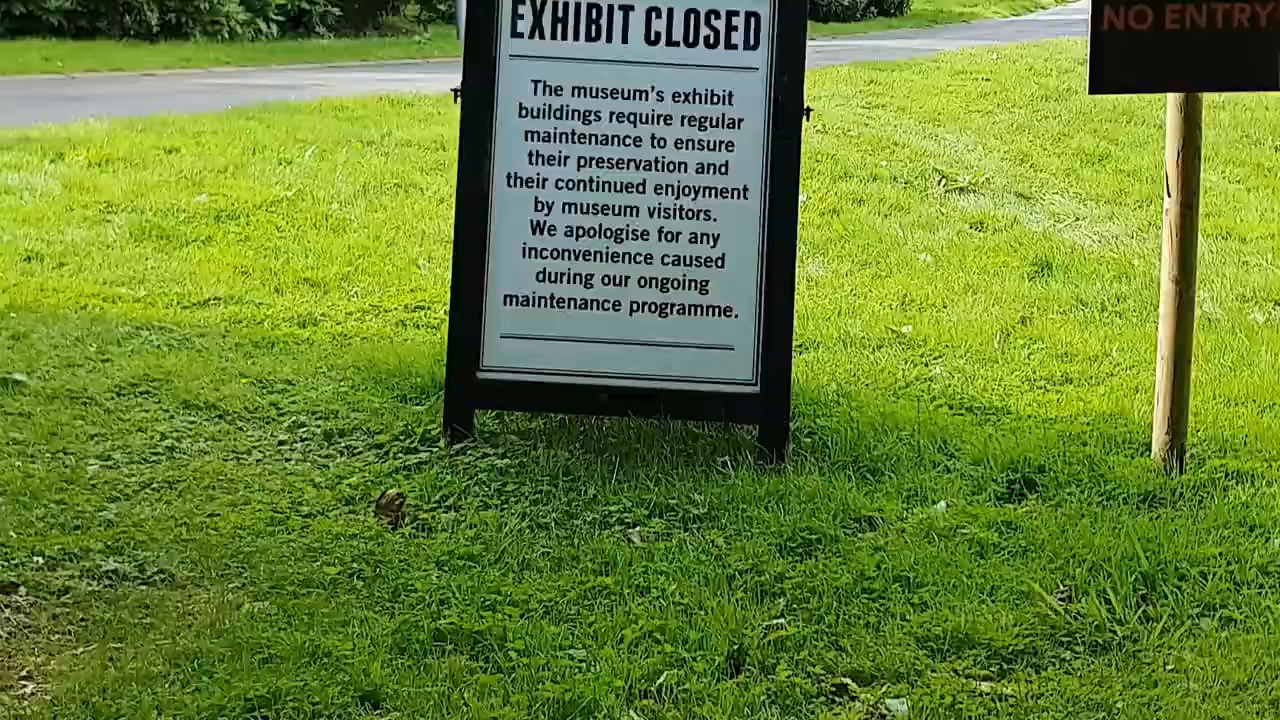 EXHIBIT CLOSED
The museum's exhibit
buildings require regular
maintenance to ensure
their preservation and
their continued enjoyment
by museum visitors.
We apologise for any
inconvenience caused
during our ongoing
maintenance programme.
NO ENTRY